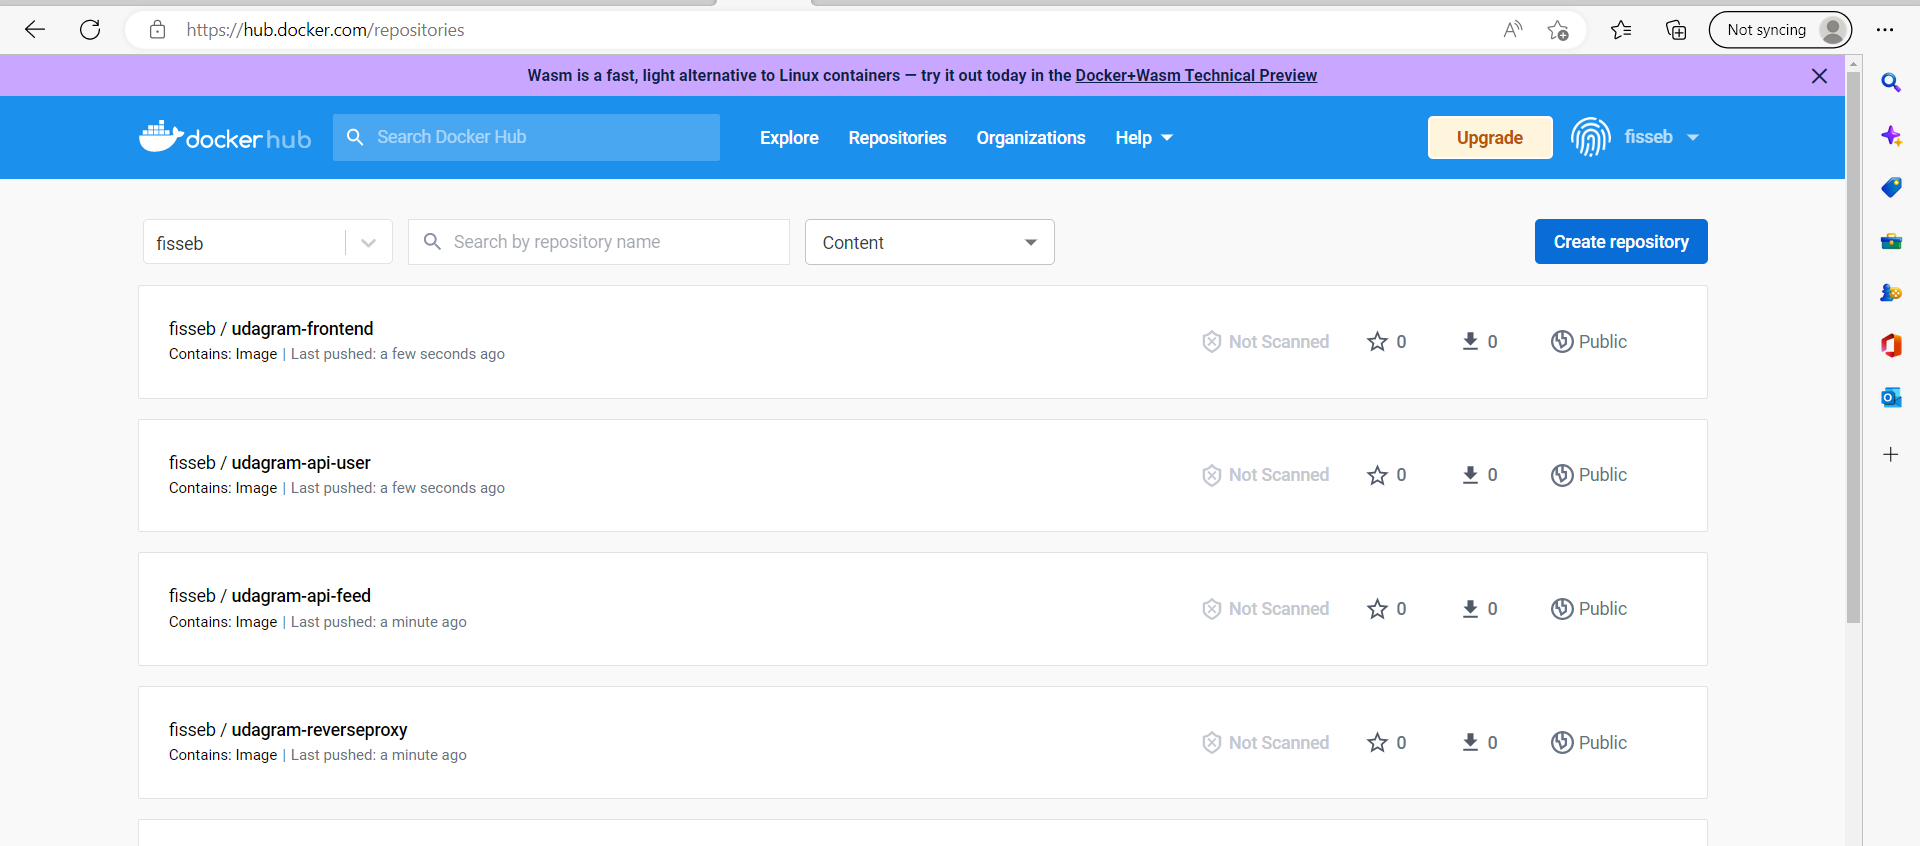 https://hub.docker.com/repositories
Not syncing
Wasm is a fast, light alternative to Linux containers — try it out today in the Docker+Wasm Technical Preview
docker hub
Search Docker Hub
Explore
Repositories
Organizations
Help
Upgrade
fisseb
fisseb
Search by repository name
Content
Create repository
fisseb / udagram-frontend
Contains: Image | Last pushed: a few seconds ago
Not Scanned
0
0
Public
fisseb / udagram-api-user
Contains: Image | Last pushed: a few seconds ago
Not Scanned
0
0
Public
fisseb / udagram-api-feed
Contains: Image | Last pushed: a minute ago
Not Scanned
0
0
Public
fisseb / udagram-reverseproxy
Contains: Image | Last pushed: a minute ago
Not Scanned
0
0
Public